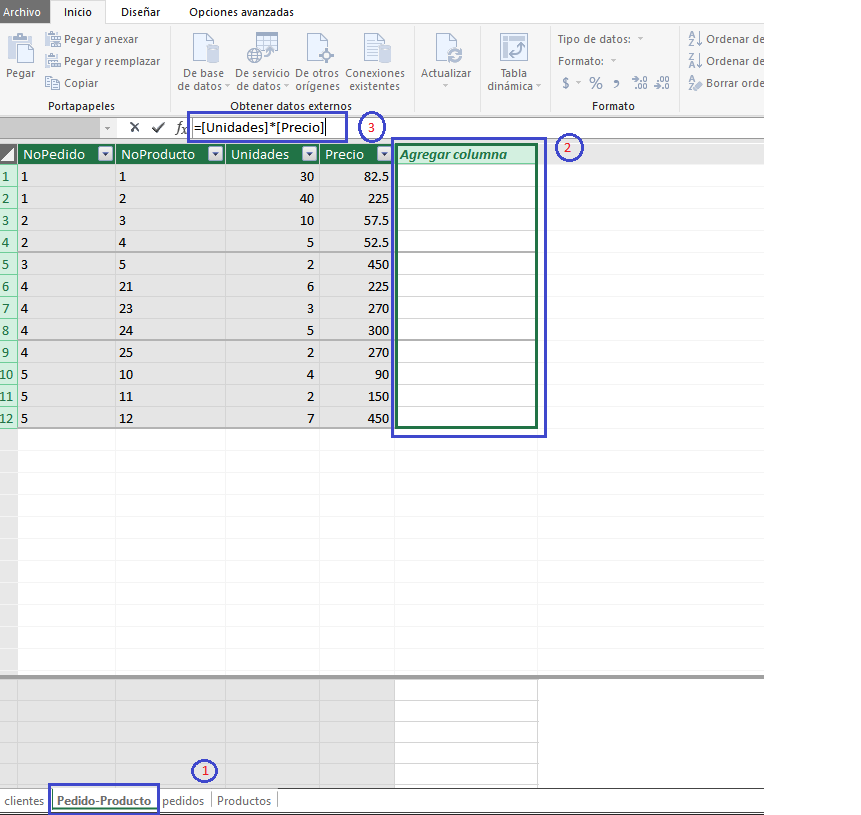 Archivo Inicio Diseñar Opciones avanzadas
Pegar
Pegar y anexar
Pegar y reemplazar
Copiar
Portapapeles
De base de datos
De servicio de datos
De otros orígenes
Conexiones existentes
Obtener datos externos
Actualizar
Tabla dinámica
Tipo de datos:
Formato:
$ % , .00 .00
Formato
A Z Ordenar de
Z A Ordenar de
A Z Borrar orde
fx =[Unidades]*[Precio] 3
NoPedido NoProducto Unidades Precio Agregar columna 2
1 1 1 30 82.5
2 1 2 40 225
3 2 3 10 57.5
4 2 4 5 52.5
5 3 5 2 450
6 4 21 6 225
7 4 23 3 270
8 4 24 5 300
9 4 25 2 270
10 5 10 4 90
11 5 11 2 150
12 5 12 7 450
1
clientes Pedido-Producto pedidos Productos